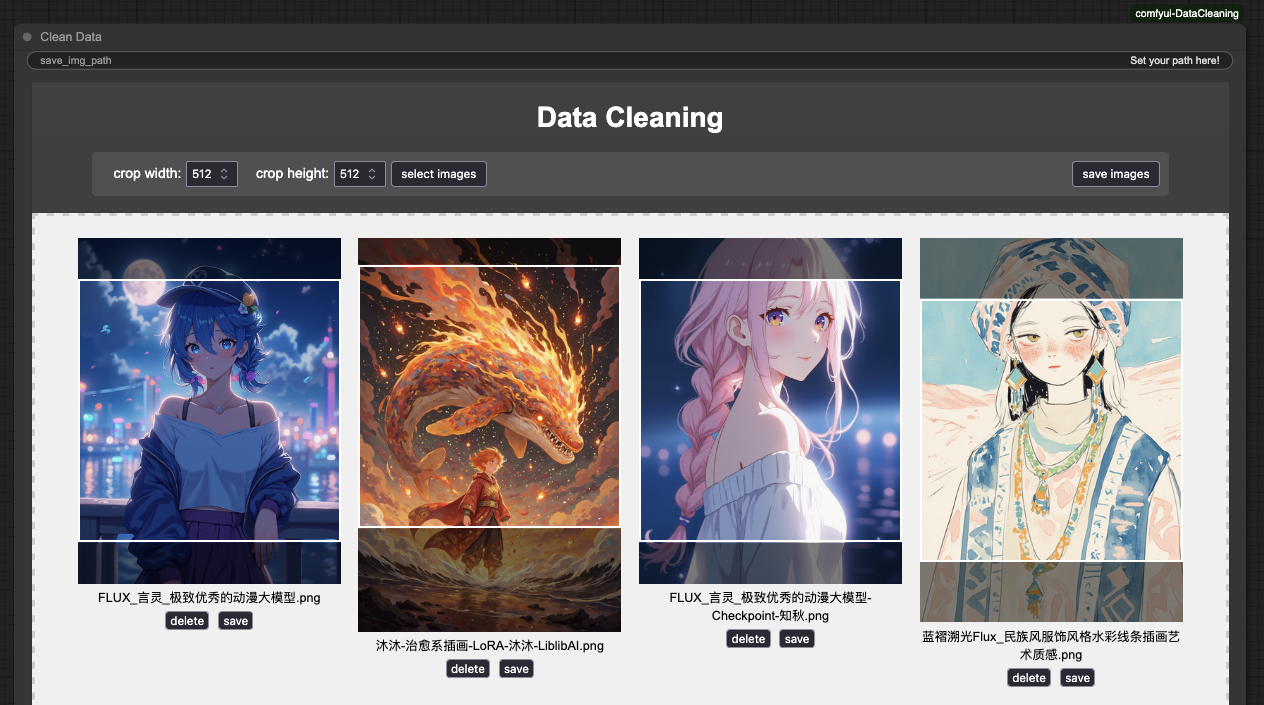 comfyui-DataCleaning
Clean Data
save_img_path Set your path here!
Data Cleaning
crop width: 512 crop height: 512 select images save images
FLUX_言灵_极致优秀的动漫大模型.png
delete save
沐沐-治愈系插画-LoRA-沐沐-LiblibAI.png
delete save
FLUX_言灵_极致优秀的动漫大模型-
Checkpoint-知秋.png
delete save
蓝褶溯光Flux_民族风服饰风格水彩线条插画艺
术质感.png
delete save